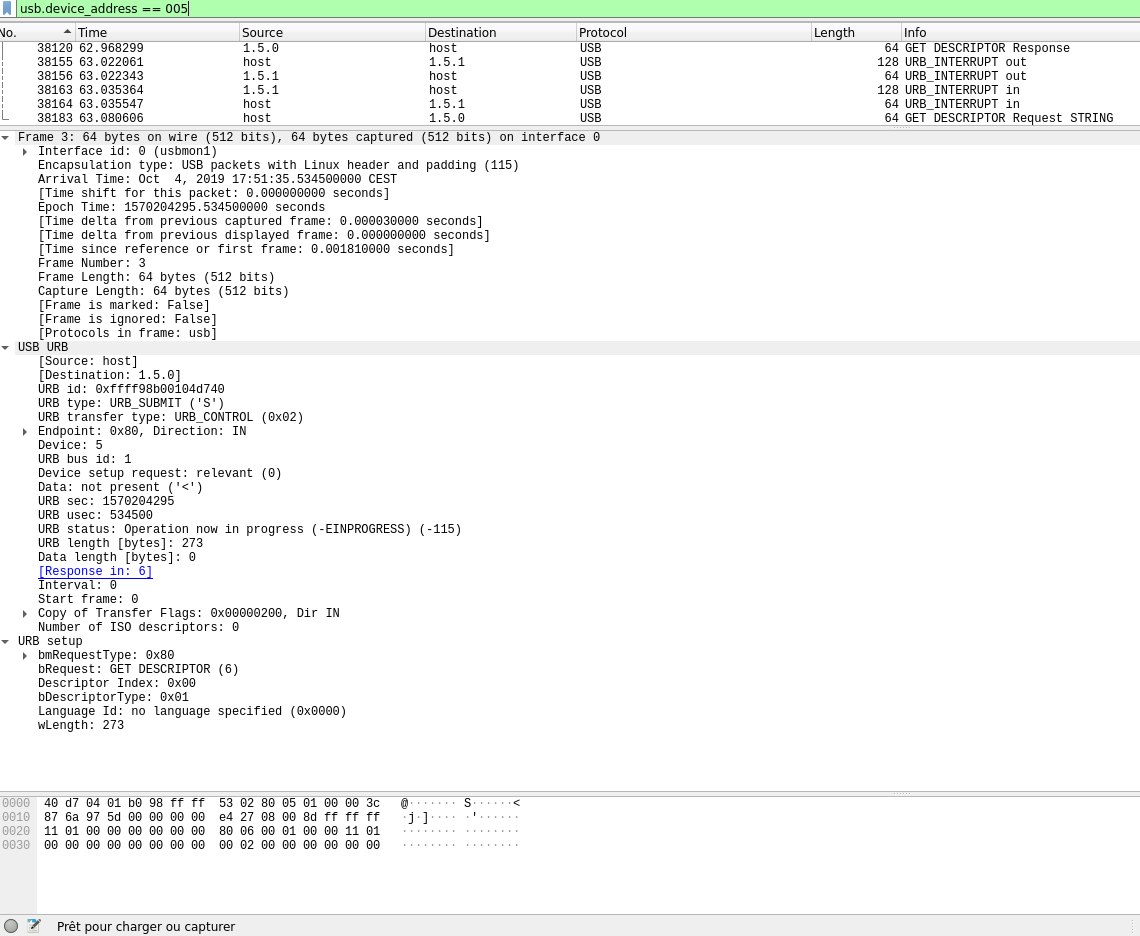 usb.device_address == 005
No. Time Source Destination Protocol Length Info
38120 62.968299 1.5.0 host USB 64 GET DESCRIPTOR Response
38155 63.022061 host 1.5.1 USB 128 URB_INTERRUPT out
38156 63.022343 1.5.1 host USB 64 URB_INTERRUPT out
38163 63.035364 1.5.1 host USB 128 URB_INTERRUPT in
38164 63.035547 host 1.5.1 USB 64 URB_INTERRUPT in
38183 63.080606 host 1.5.0 USB 64 GET DESCRIPTOR Request STRING
Frame 3: 64 bytes on wire (512 bits), 64 bytes captured (512 bits) on interface 0
Interface id: 0 (usbmon1)
Encapsulation type: USB packets with Linux header and padding (115)
Arrival Time: Oct  4, 2019 17:51:35.534500000 CEST
[Time shift for this packet: 0.000000000 seconds]
Epoch Time: 1570204295.534500000 seconds
[Time delta from previous captured frame: 0.000030000 seconds]
[Time delta from previous displayed frame: 0.000000000 seconds]
[Time since reference or first frame: 0.001810000 seconds]
Frame Number: 3
Frame Length: 64 bytes (512 bits)
Capture Length: 64 bytes (512 bits)
[Frame is marked: False]
[Frame is ignored: False]
[Protocols in frame: usb]
USB URB
[Source: host]
[Destination: 1.5.0]
URB id: 0xffff98b00104d740
URB type: URB_SUBMIT ('S')
URB transfer type: URB_CONTROL (0x02)
Endpoint: 0x80, Direction: IN
Device: 5
URB bus id: 1
Device setup request: relevant (0)
Data: not present ('<')
URB sec: 1570204295
URB usec: 534500
URB status: Operation now in progress (-EINPROGRESS) (-115)
URB length [bytes]: 273
Data length [bytes]: 0
[Response in: 6]
Interval: 0
Start frame: 0
Copy of Transfer Flags: 0x00000200, Dir IN
Number of ISO descriptors: 0
URB setup
bmRequestType: 0x80
bRequest: GET DESCRIPTOR (6)
Descriptor Index: 0x00
bDescriptorType: 0x01
Language Id: no language specified (0x0000)
wLength: 273
0000 40 d7 04 01 b0 98 ff ff 53 02 80 05 01 00 00 3c @······· S······<
0010 87 6a 97 5d 00 00 00 00 e4 27 08 00 8d ff ff ff ·j·]···· ·'······
0020 11 01 00 00 00 00 00 00 80 06 00 01 00 00 11 01 ········ ········
0030 00 00 00 00 00 00 00 00 00 02 00 00 00 00 00 00 ········ ········
Prêt pour charger ou capturer